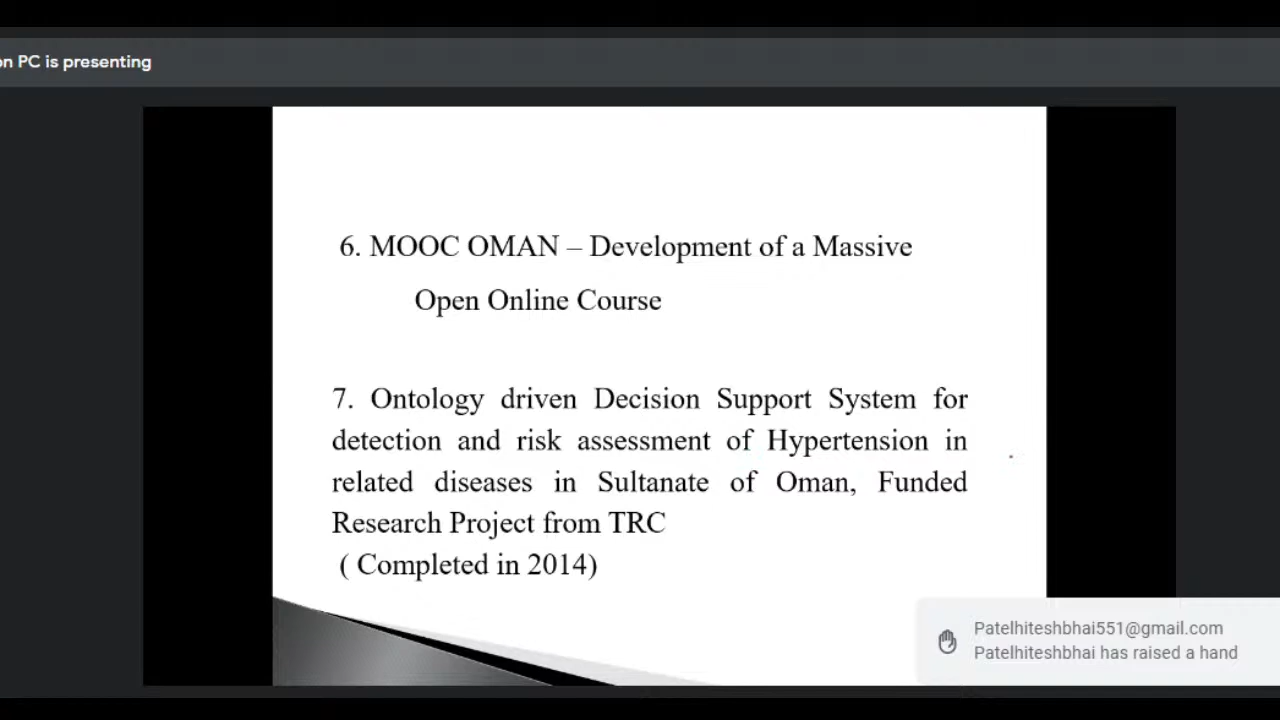 on PC is presenting
6. MOOC OMAN – Development of a Massive
Open Online Course
7. Ontology driven Decision Support System for
detection and risk assessment of Hypertension in
related diseases in Sultanate of Oman, Funded
Research Project from TRC
( Completed in 2014)
Patelhiteshbhai551@gmail.com
Patelhiteshbhai has raised a hand